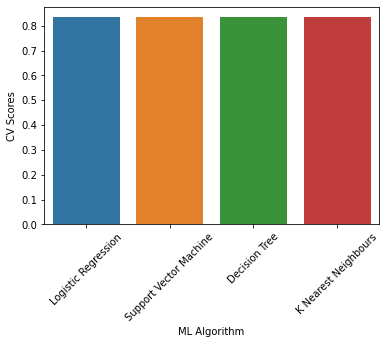 CV Scores
0.8
0.7
0.6
0.5
0.4
0.3
0.2
0.1
0.0
Logistic Regression
Support Vector Machine
Decision Tree
K Nearest Neighbours
ML Algorithm